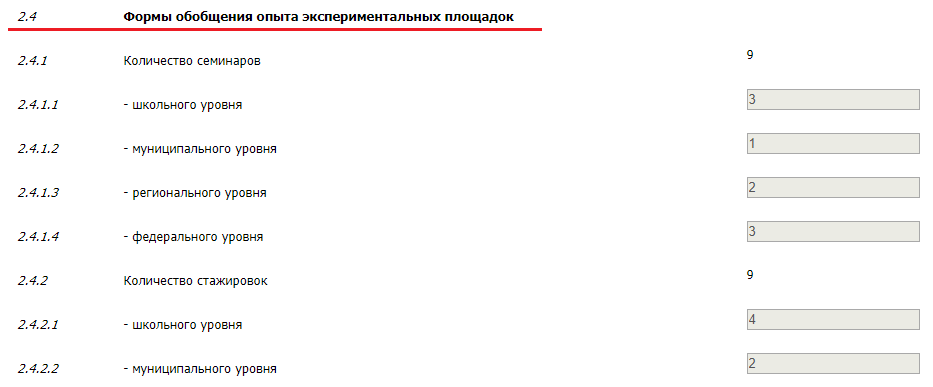 2.4 Формы обобщения опыта экспериментальных площадок
2.4.1 Количество семинаров 9
2.4.1.1 - школьного уровня 3
2.4.1.2 - муниципального уровня 1
2.4.1.3 - регионального уровня 2
2.4.1.4 - федерального уровня 3
2.4.2 Количество стажировок 9
2.4.2.1 - школьного уровня 4
2.4.2.2 - муниципального уровня 2